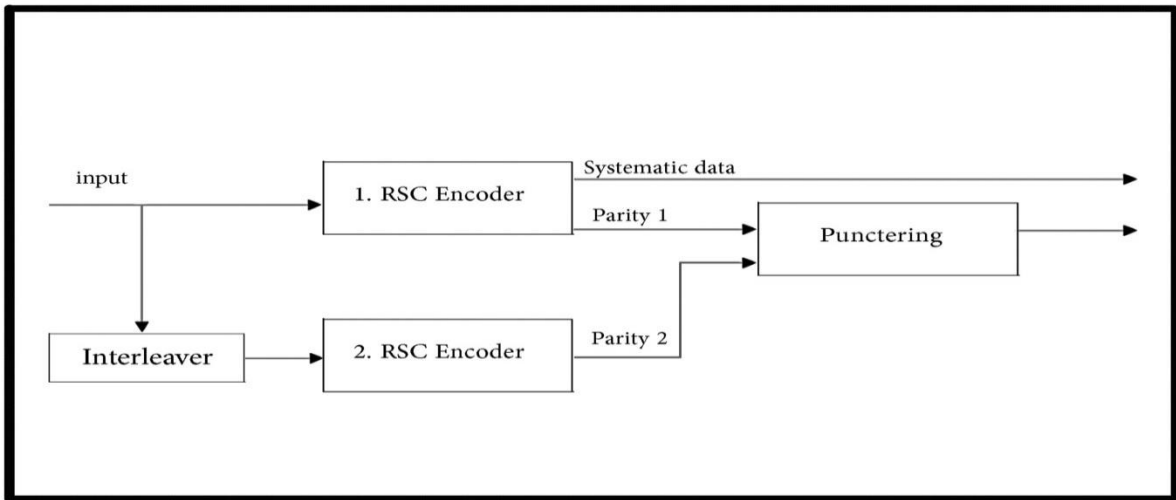 input
1. RSC Encoder
Systematic data
Parity 1
Punctering
Interleaver
2. RSC Encoder
Parity 2